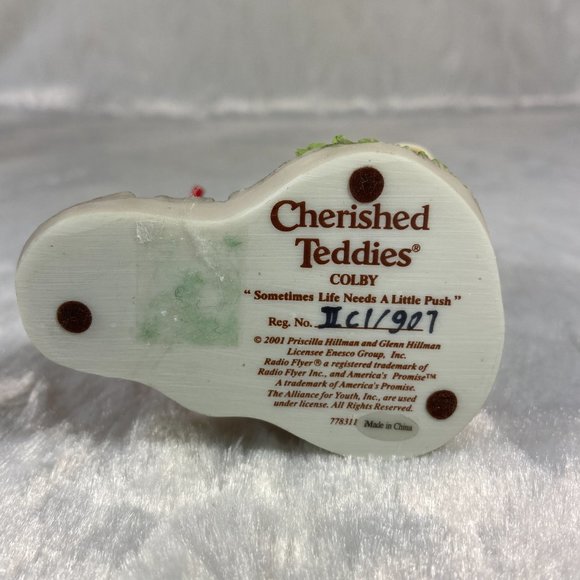 Cherished
Teddies®
COLBY
"Sometimes Life Needs A Little Push"
Reg. No. IIC1/907
© 2001 Priscilla Hillman and Glenn Hillman
Licensee Enesco Group, Inc.
Radio Flyer® a registered trademark of
Radio Flyer Inc., and America's Promise™
A trademark of America's Promise.
The Alliance for Youth, Inc., are used
under license. All Rights Reserved.
778311 Made in China